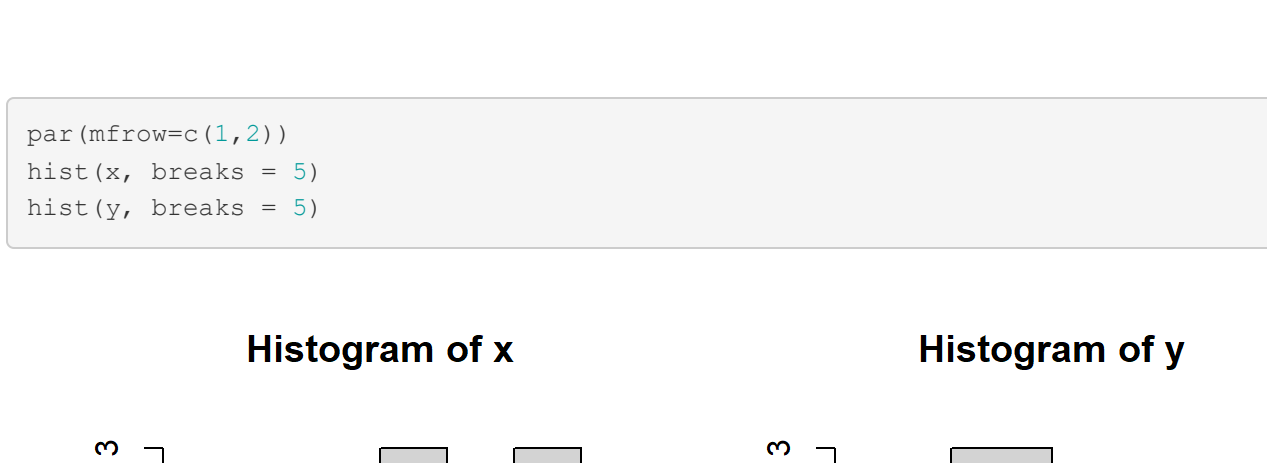 par(mfrow=c(1,2))
hist(x, breaks = 5)
hist(y, breaks = 5)
Histogram of x
Histogram of y
3
3